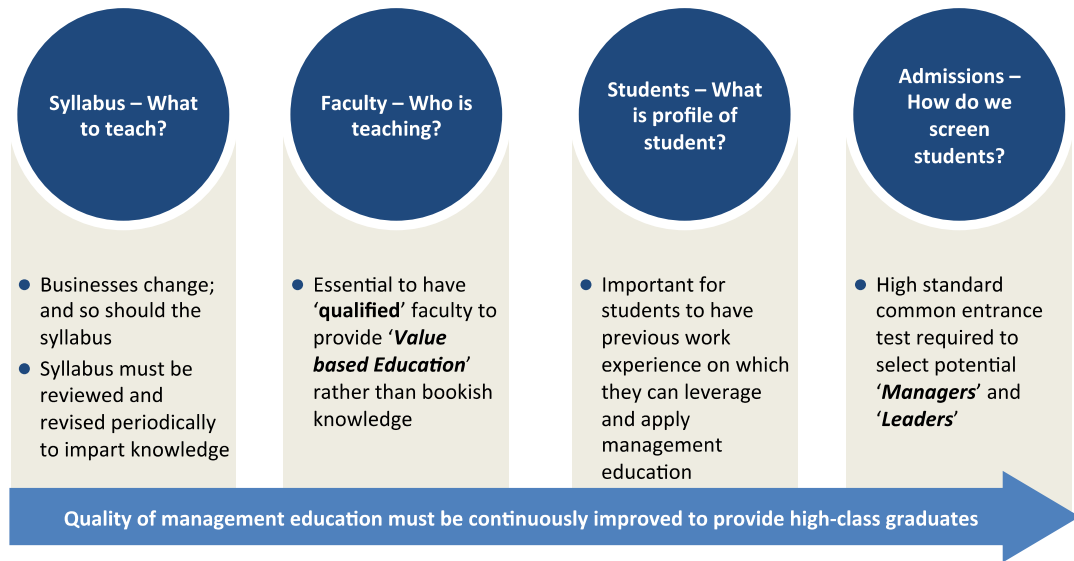 Syllabus – What
to teach?
Businesses change;
and so should the
syllabus
Syllabus must be
reviewed and
revised periodically
to impart knowledge
Faculty – Who is
teaching?
Essential to have
‘qualified’ faculty to
provide ‘Value
based Education’
rather than bookish
knowledge
Students – What
is profile of
student?
Important for
students to have
previous work
experience on which
they can leverage
and apply
management
education
Admissions –
How do we
screen
students?
High standard
common entrance
test required to
select potential
‘Managers’ and
‘Leaders’
Quality of management education must be continuously improved to provide high-class graduates